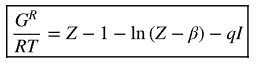 G^R/RT = Z − 1 − ln (Z − β) − qI